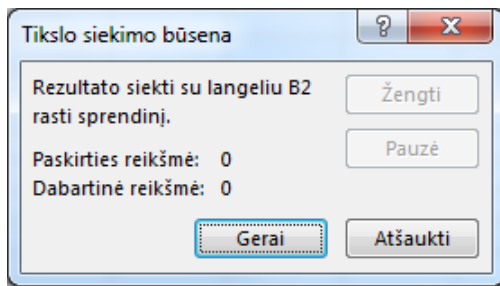 Tikslo siekimo būsena
Rezultato siekti su langeliu B2
rasti sprendinį.
Žengti
Pauzė
Paskirties reikšmė: 0
Dabartinė reikšmė: 0
Gerai
Atšaukti